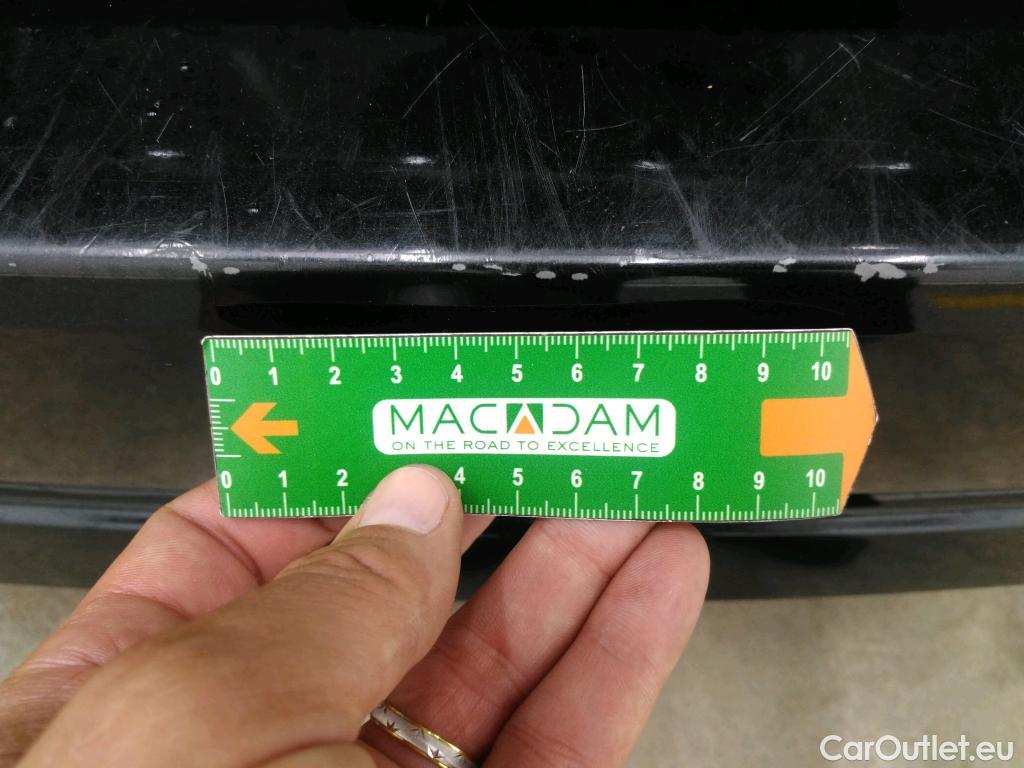 0 1 2 3 4 5 6 7 8 9 10
MACADAM
ON THE ROAD TO EXCELLENCE
0 1 2 4 5 6 7 8 9 10
CarOutlet.eu